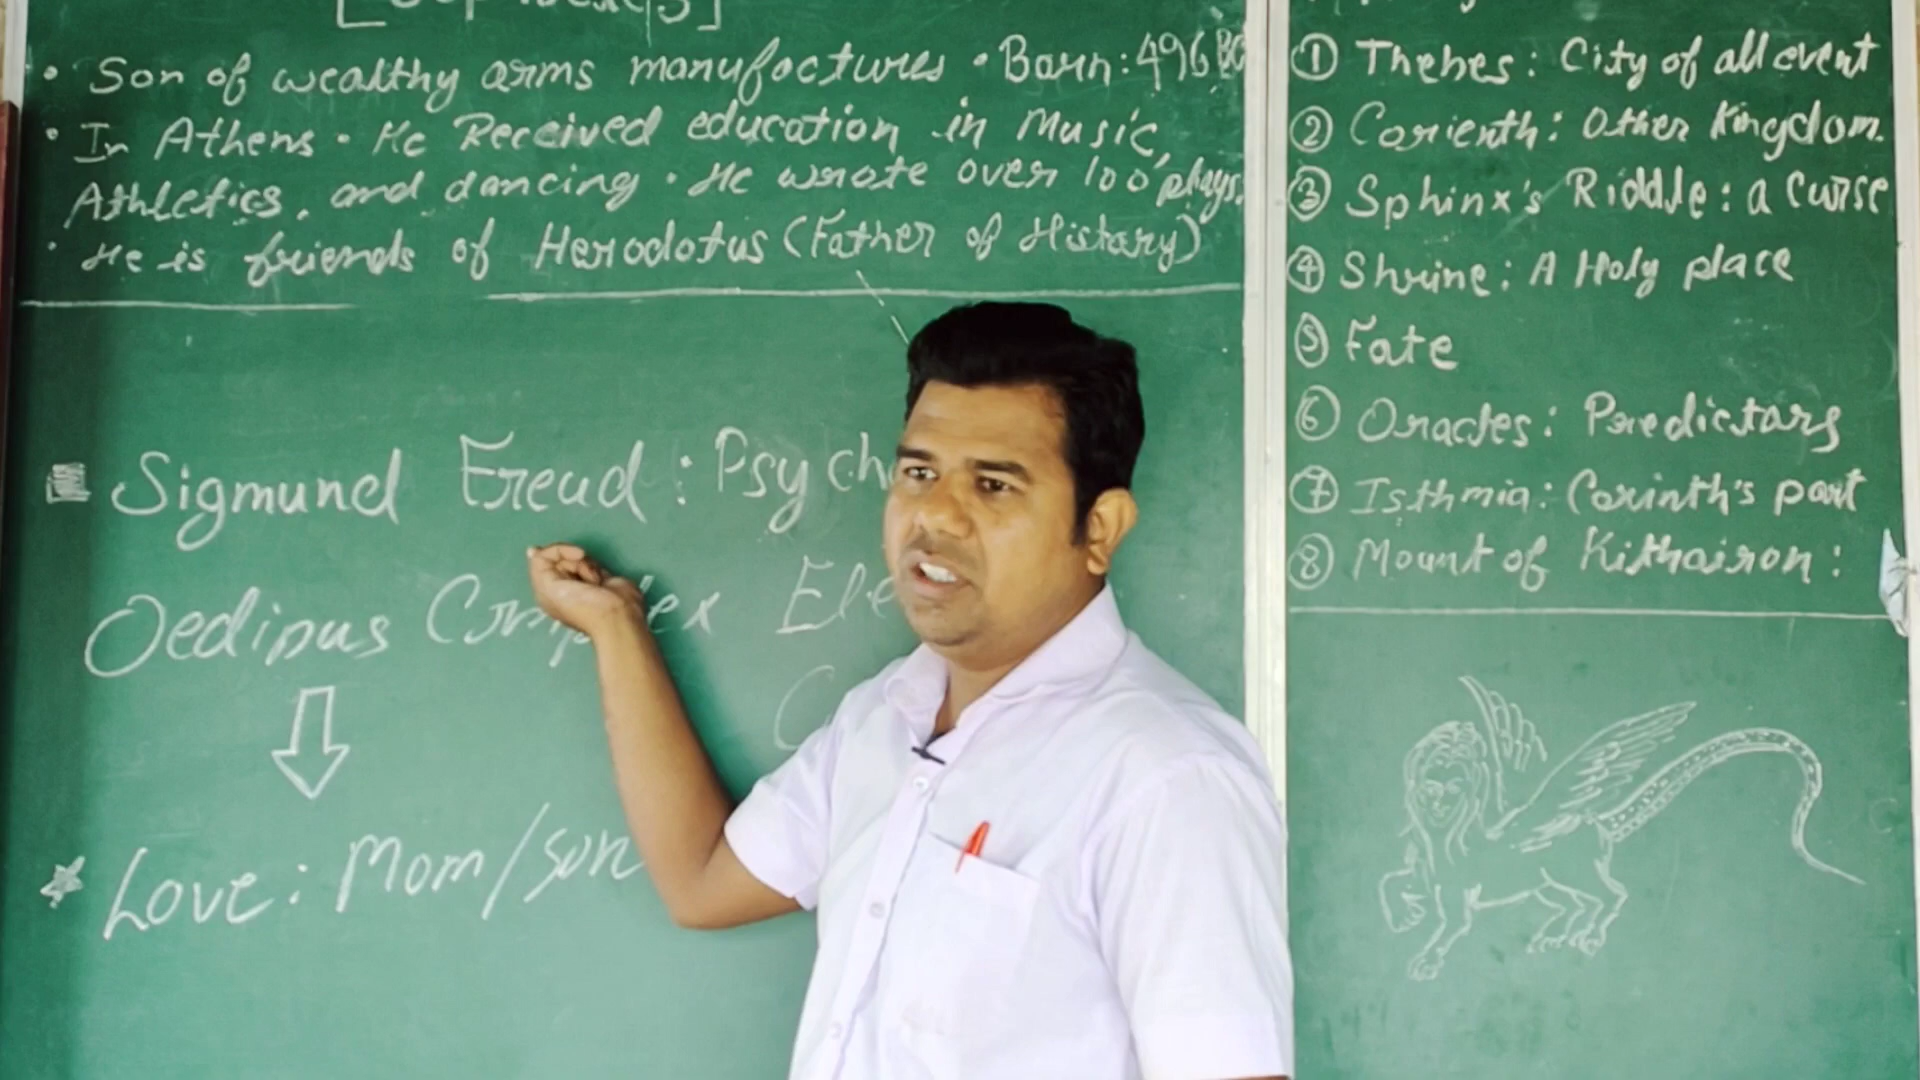 [Sophocles]
• Son of wealthy arms manufactures • Born: 496 BC
• In Athens • He Received education in Music,
Athletics, and dancing • He wrote over 100 plays.
• He is friends of Herodotus (Father of History)
Sigmund Freud: Psych
Oedipus Complex Ele
C
* Love: Mom/son
① Thebes: City of all event
② Corienth: Other Kingdom.
③ Sphinx's Riddle: a curse
④ Shrine: A Holy place
⑤ Fate
⑥ Oracles: Predictors
⑦ Isthmia: Corinth's part
⑧ Mount of Kithairon: